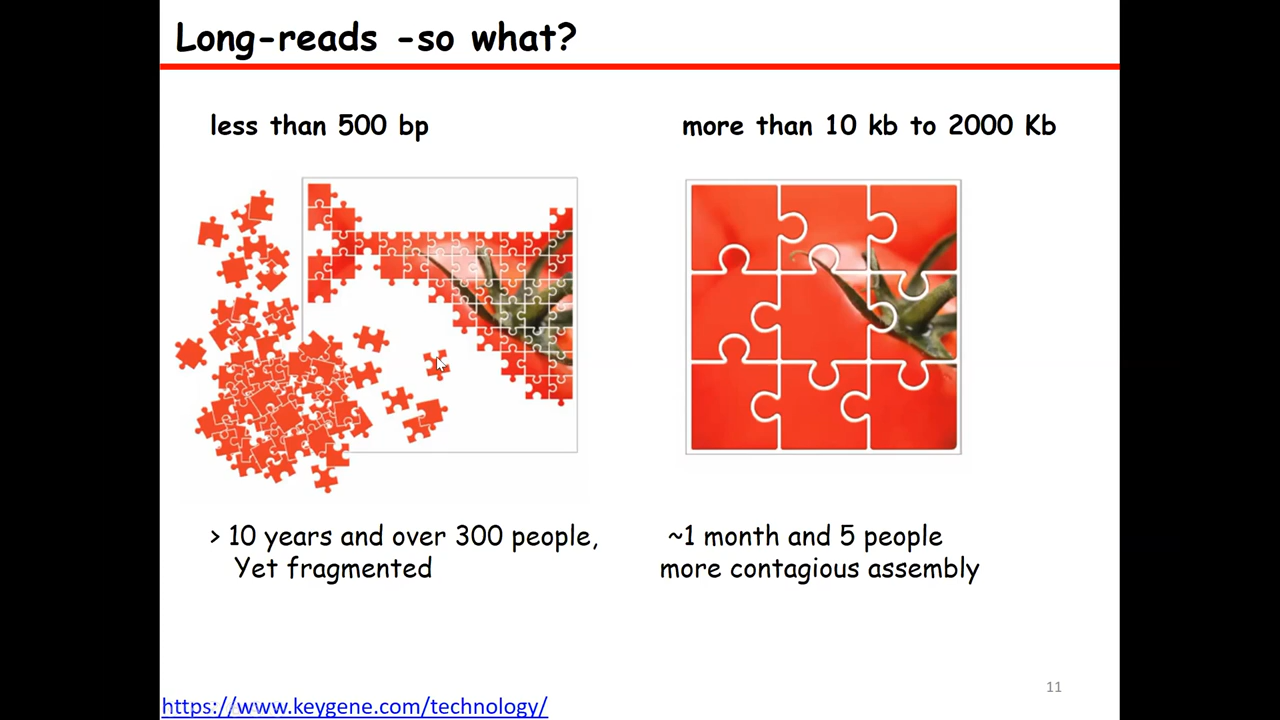 Long-reads -so what?
less than 500 bp
more than 10 kb to 2000 Kb
> 10 years and over 300 people,
Yet fragmented
~1 month and 5 people
more contagious assembly
11
https://www.keygene.com/technology/